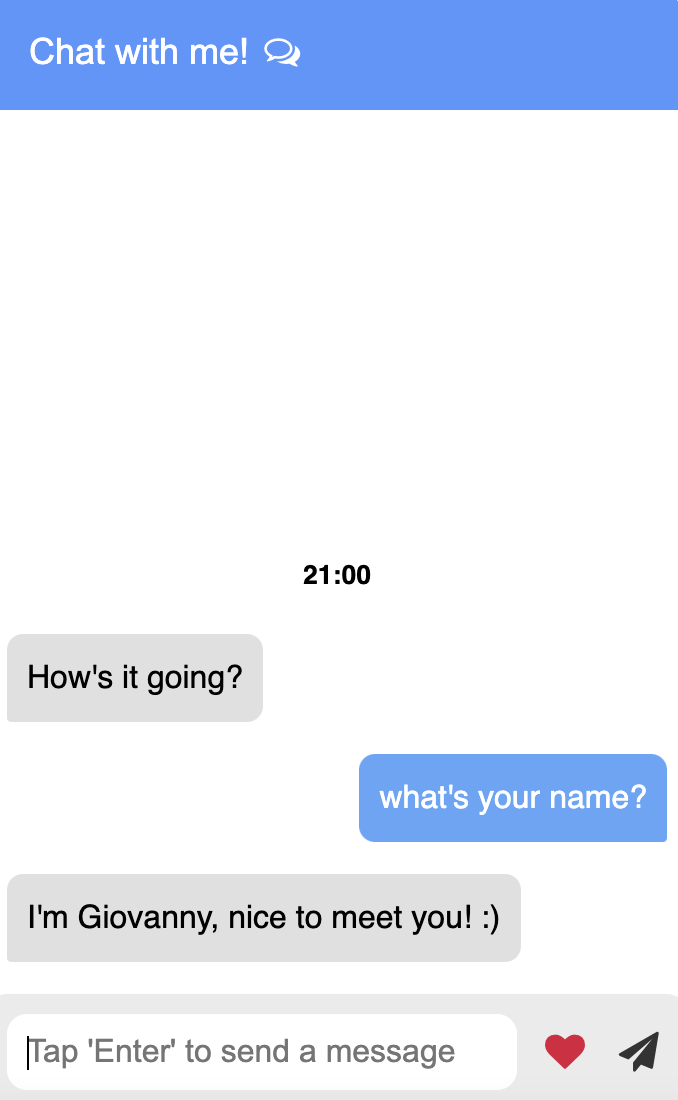 Chat with me!
21:00
How's it going?
what's your name?
I'm Giovanny, nice to meet you! :)
Tap 'Enter' to send a message